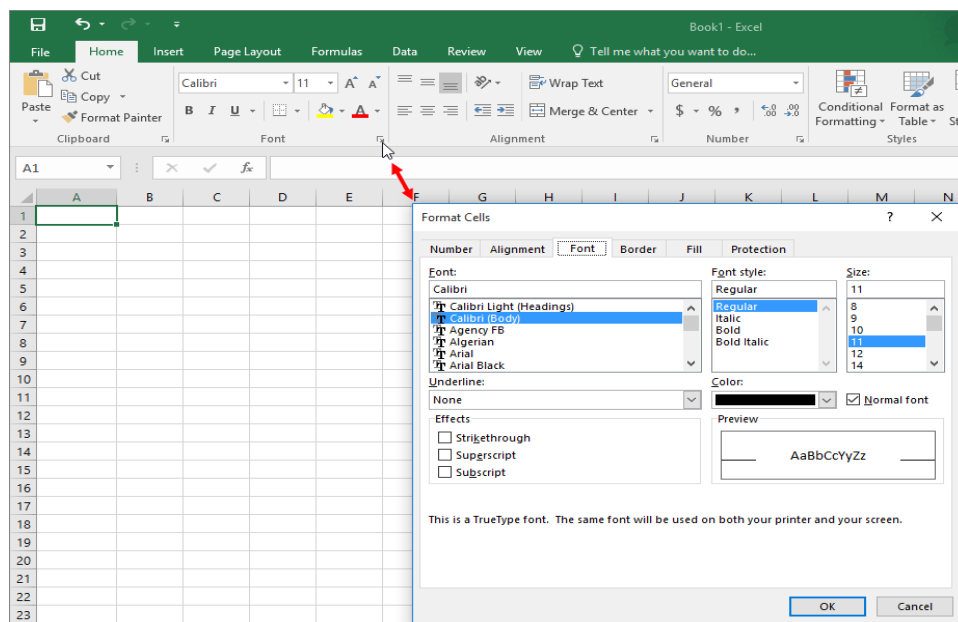 Book1 - Excel
File Home Insert Page Layout Formulas Data Review View Tell me what you want to do...
Cut
Copy
Format Painter
Paste
Clipboard
Calibri 11 A A
B I U A
Font
Wrap Text
Merge & Center
Alignment
General
$ % , .0 .00 .00 .0
Number
Conditional Formatting
Format as Table
Styles
A1 fx
A B C D E F G H I J K L M N
1
2
3
4
5
6
7
8
9
10
11
12
13
14
15
16
17
18
19
20
21
22
23
Format Cells ? ×
Number Alignment Font Border Fill Protection
Font: Font style: Size:
Calibri Regular 11
Calibri Light (Headings) Regular 8
Calibri (Body) Italic 9
Agency FB Bold 10
Algerian Bold Italic 11
Arial 12
Arial Black 14
Underline: Color:
None Normal font
Effects Preview
Strikethrough
Superscript
Subscript
AaBbCcYyZz
This is a TrueType font. The same font will be used on both your printer and your screen.
OK Cancel